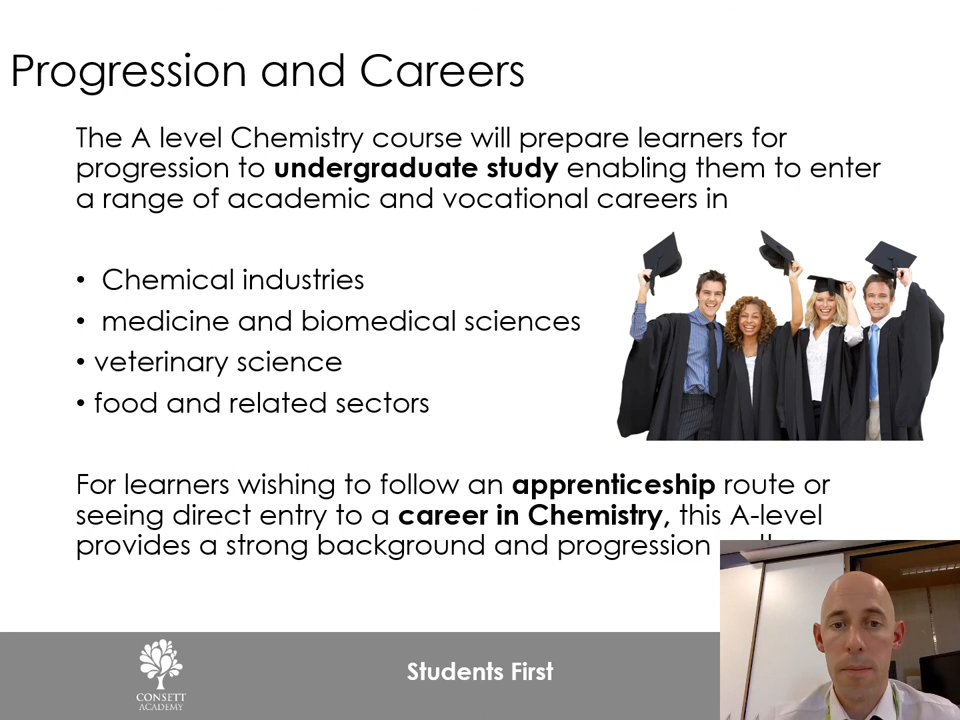 Progression and Careers
The A level Chemistry course will prepare learners for
progression to undergraduate study enabling them to enter
a range of academic and vocational careers in
• Chemical industries
• medicine and biomedical sciences
• veterinary science
• food and related sectors
For learners wishing to follow an apprenticeship route or
seeing direct entry to a career in Chemistry, this A-level
provides a strong background and progression
CONSETT
ACADEMY
Students First